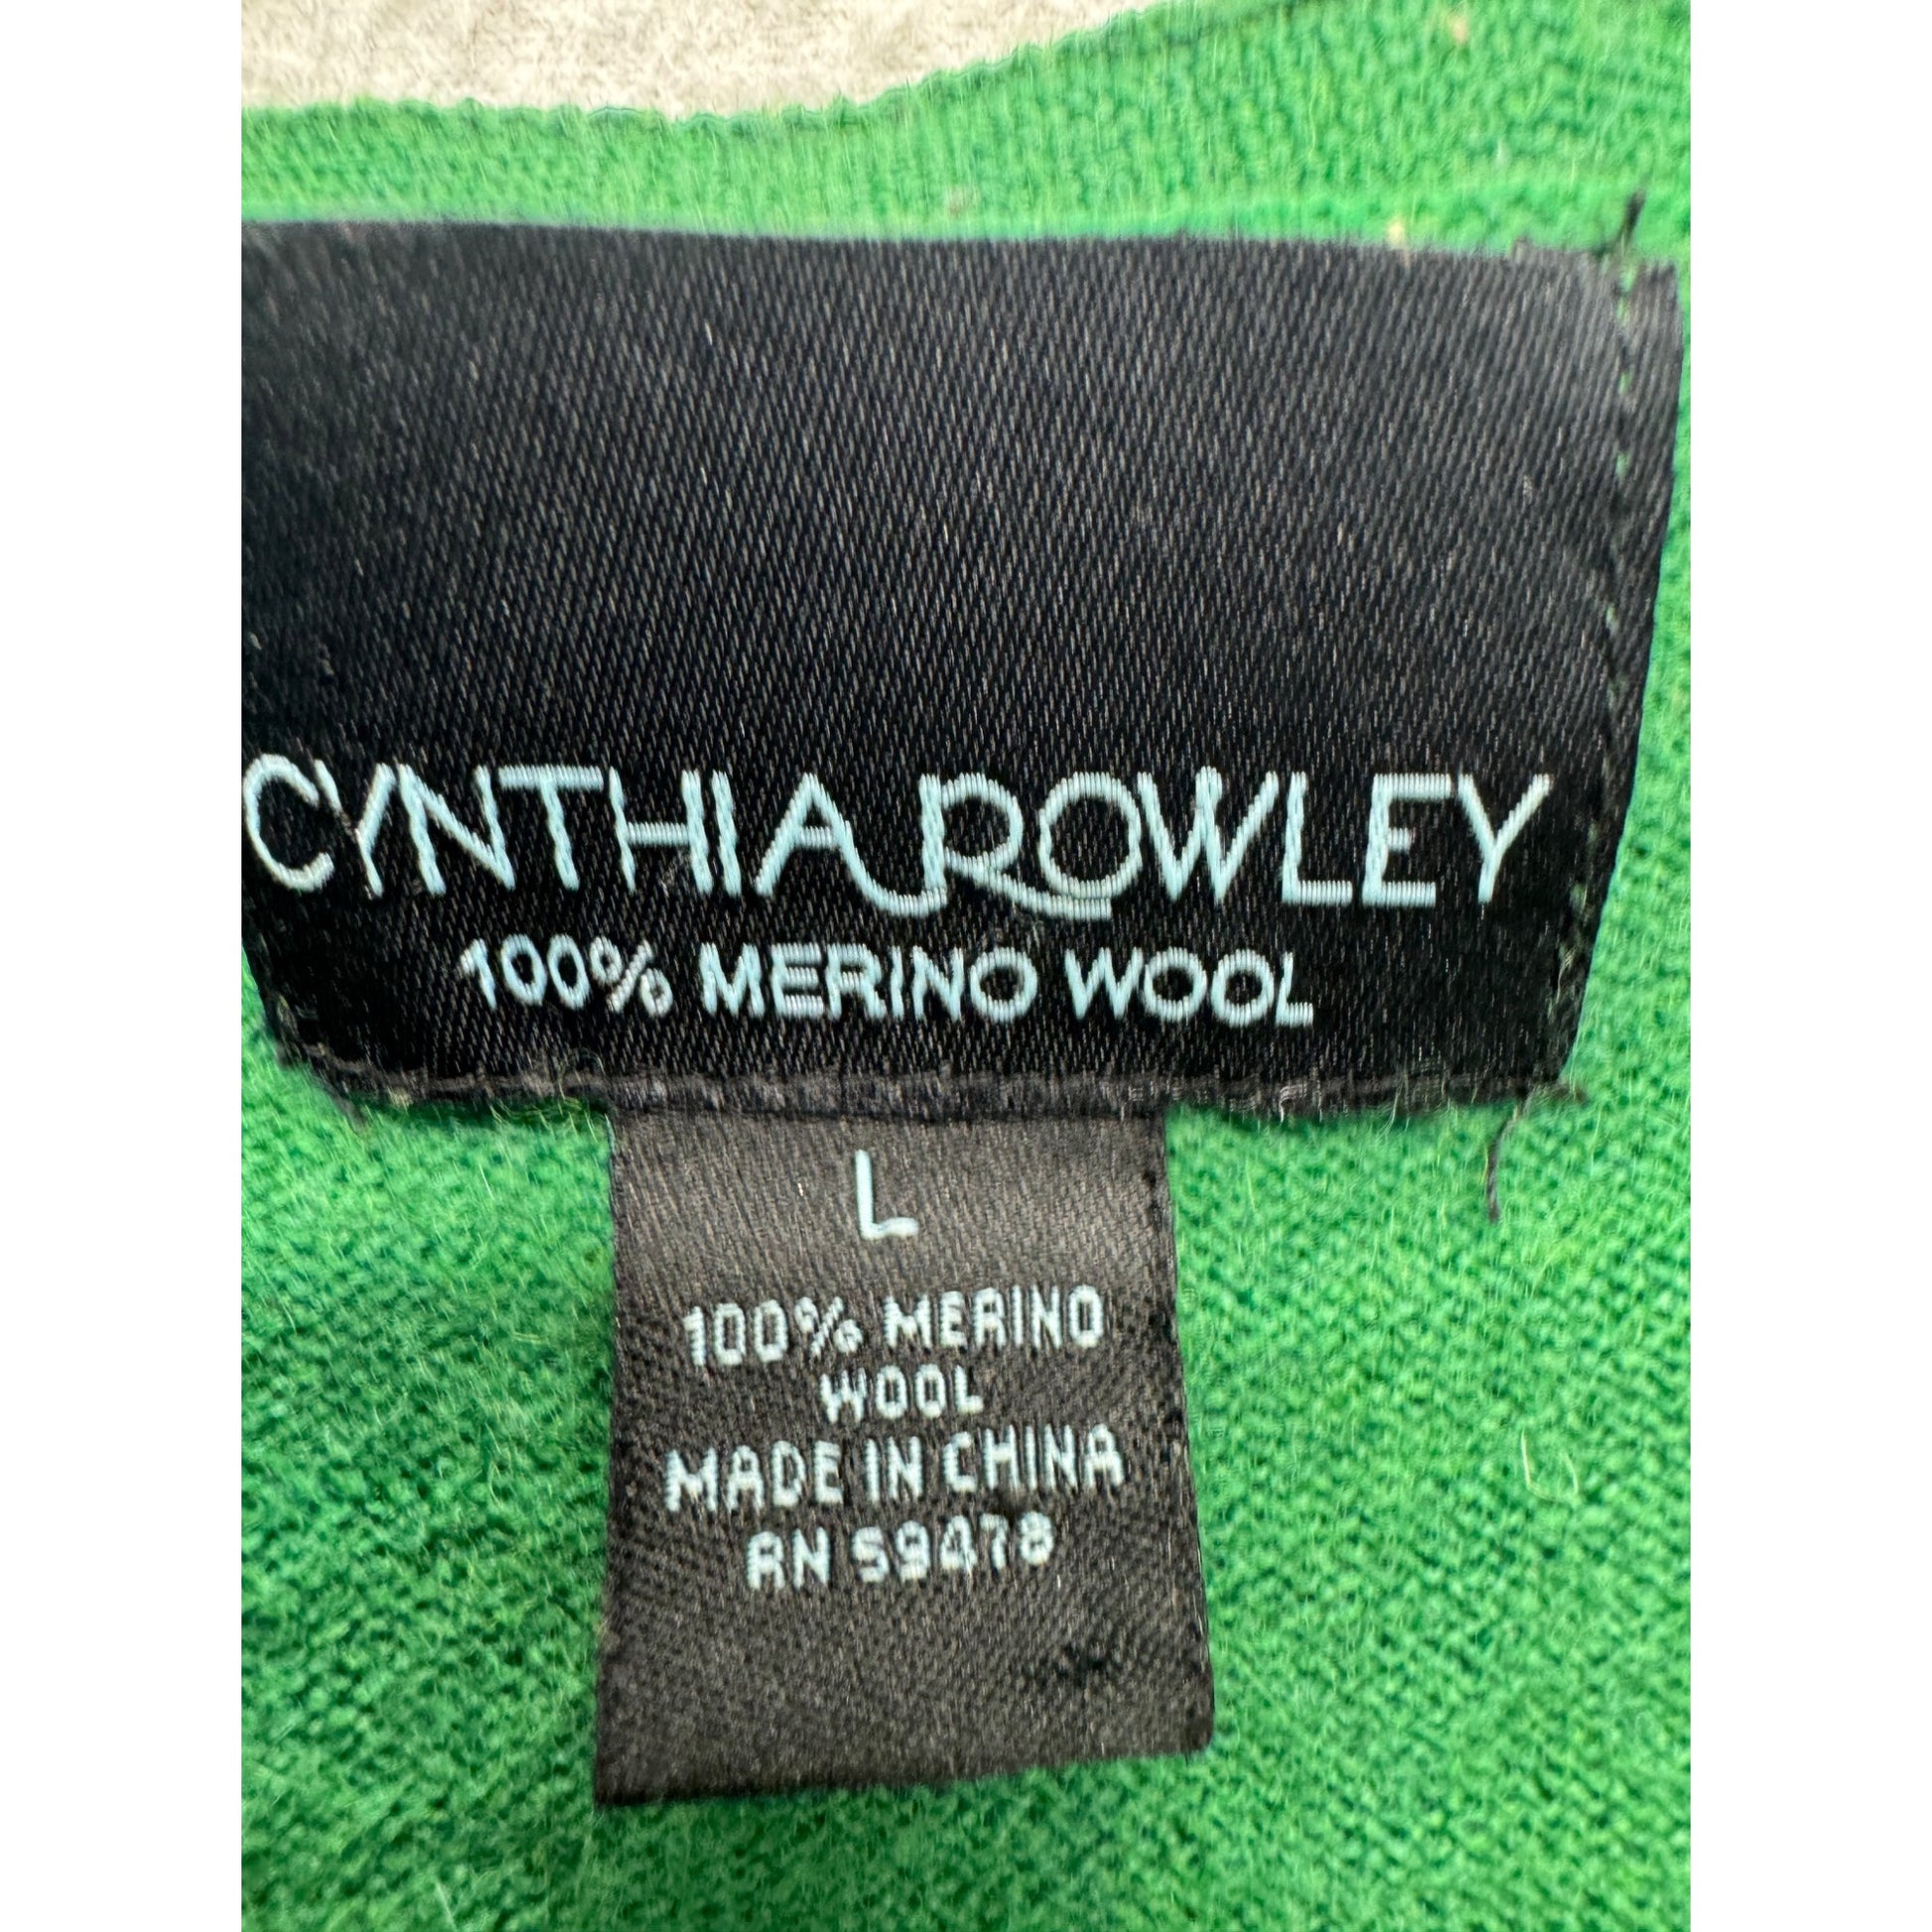 CYNTHIA ROWLEY
100% MERINO WOOL
L
100% MERINO
WOOL
MADE IN CHINA
RN 59478